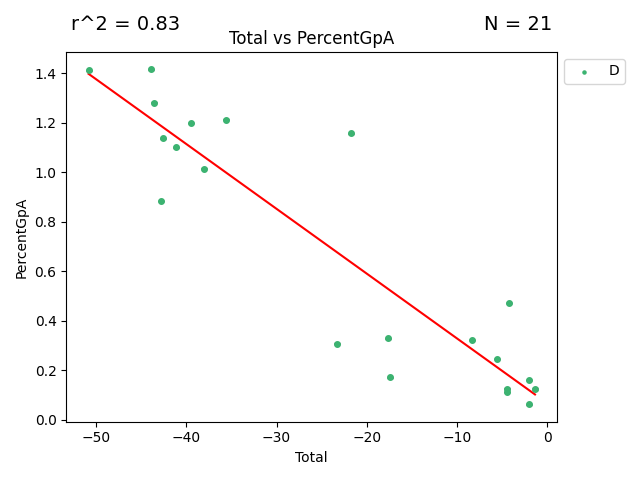 r^2 = 0.83
N = 21
Total vs PercentGpA
D
PercentGpA
1.4
1.2
1.0
0.8
0.6
0.4
0.2
0.0
−50
−40
−30
−20
−10
0
Total